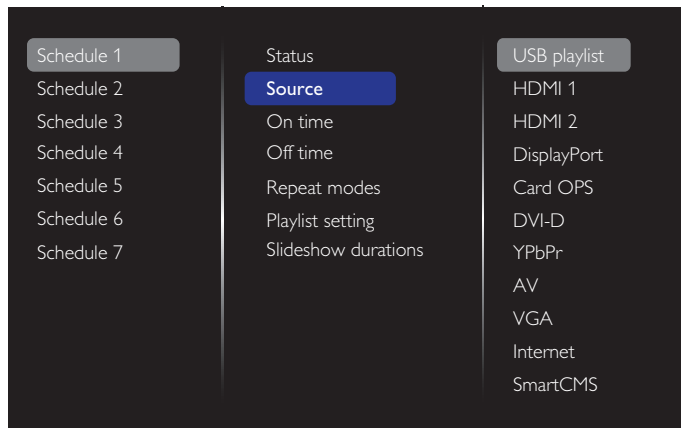 Schedule 1
Schedule 2
Schedule 3
Schedule 4
Schedule 5
Schedule 6
Schedule 7
Status
Source
On time
Off time
Repeat modes
Playlist setting
Slideshow durations
USB playlist
HDMI 1
HDMI 2
DisplayPort
Card OPS
DVI-D
YPbPr
AV
VGA
Internet
SmartCMS